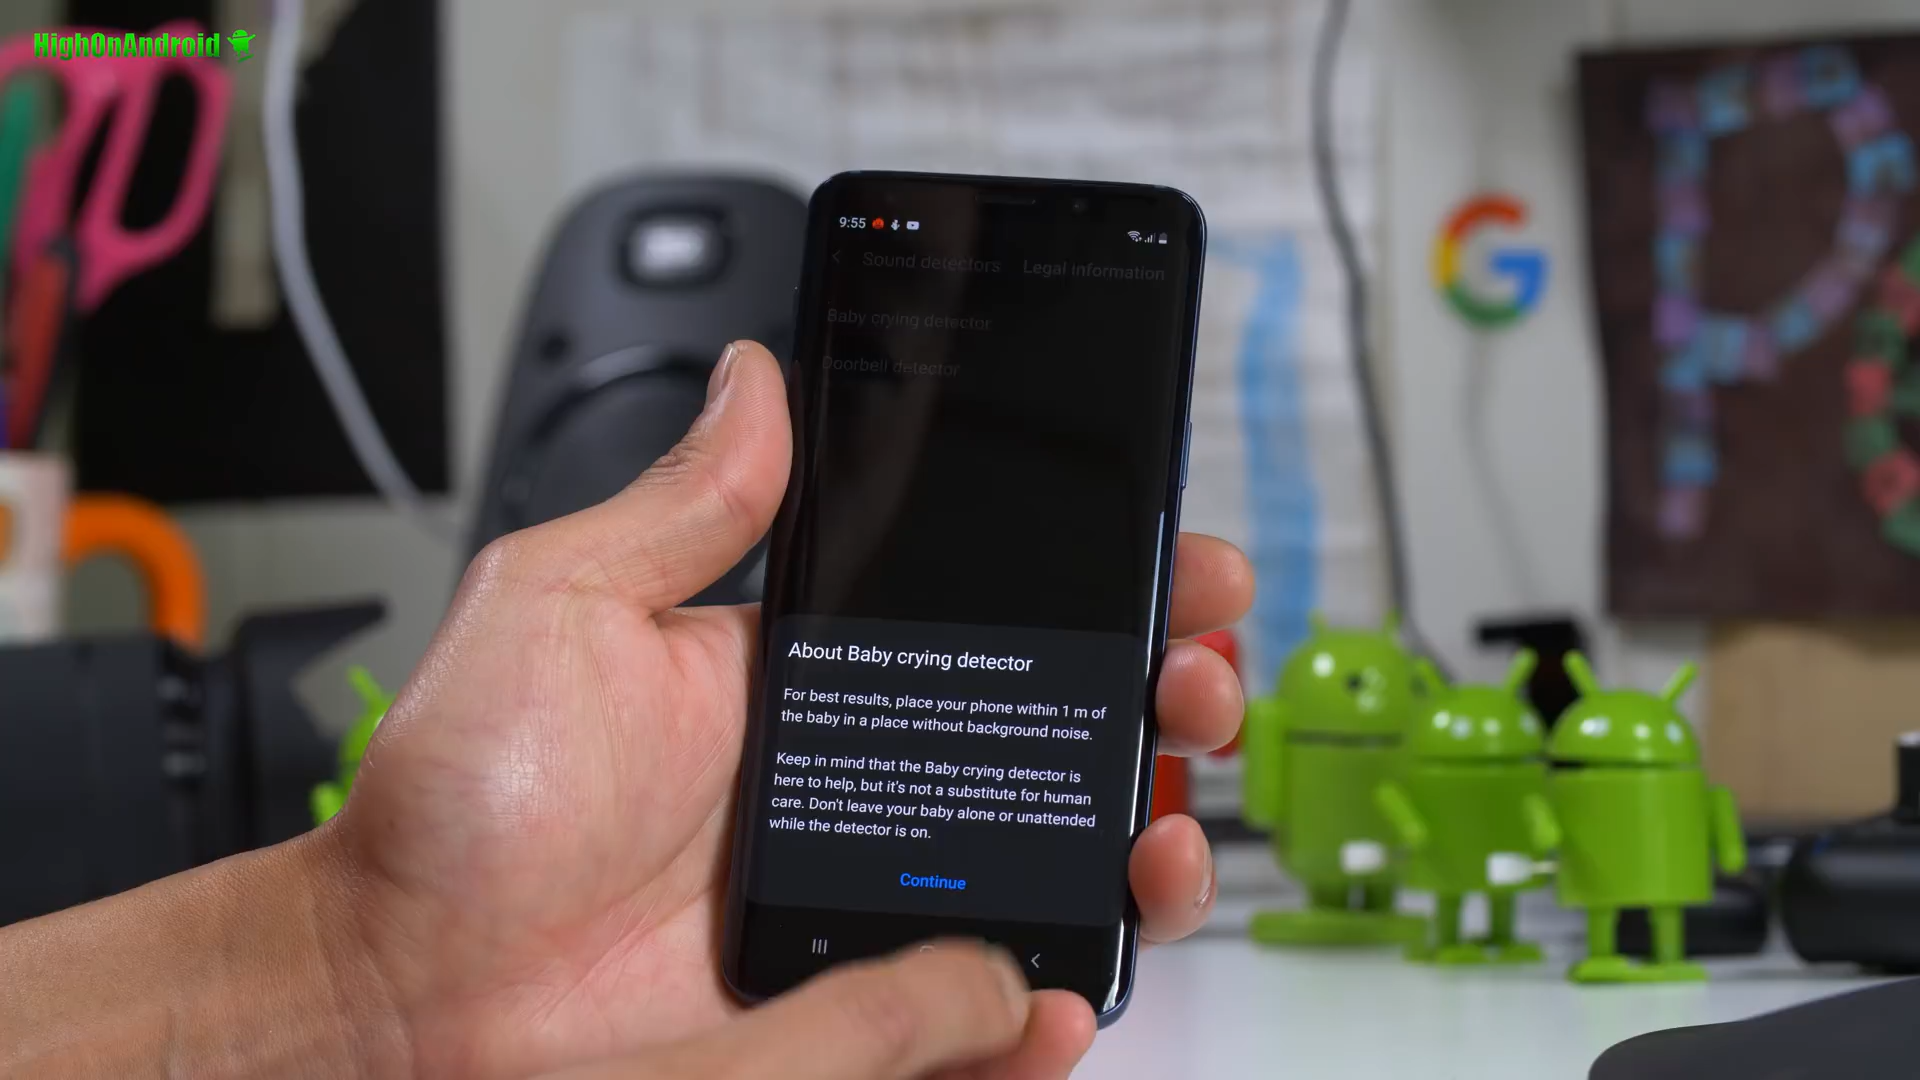 HighOnAndroid
9:55
Sound detectors
Legal information
Baby crying detector
Doorbell detector
About Baby crying detector
For best results, place your phone within 1 m of
the baby in a place without background noise.
Keep in mind that the Baby crying detector is
here to help, but it's not a substitute for human
care. Don't leave your baby alone or unattended
while the detector is on.
Continue
G